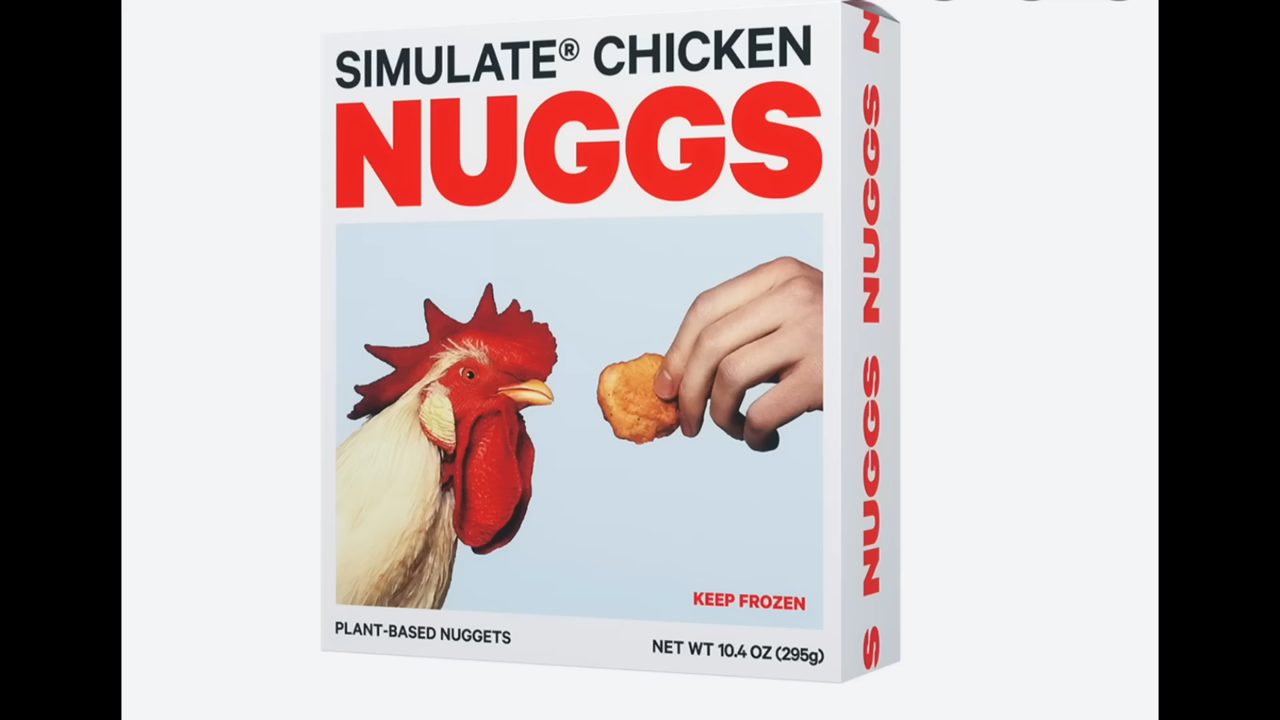 SIMULATE® CHICKEN
NUGGS
KEEP FROZEN
PLANT-BASED NUGGETS
NET WT 10.4 OZ (295g)
N
NUGGS
NUGGS
S